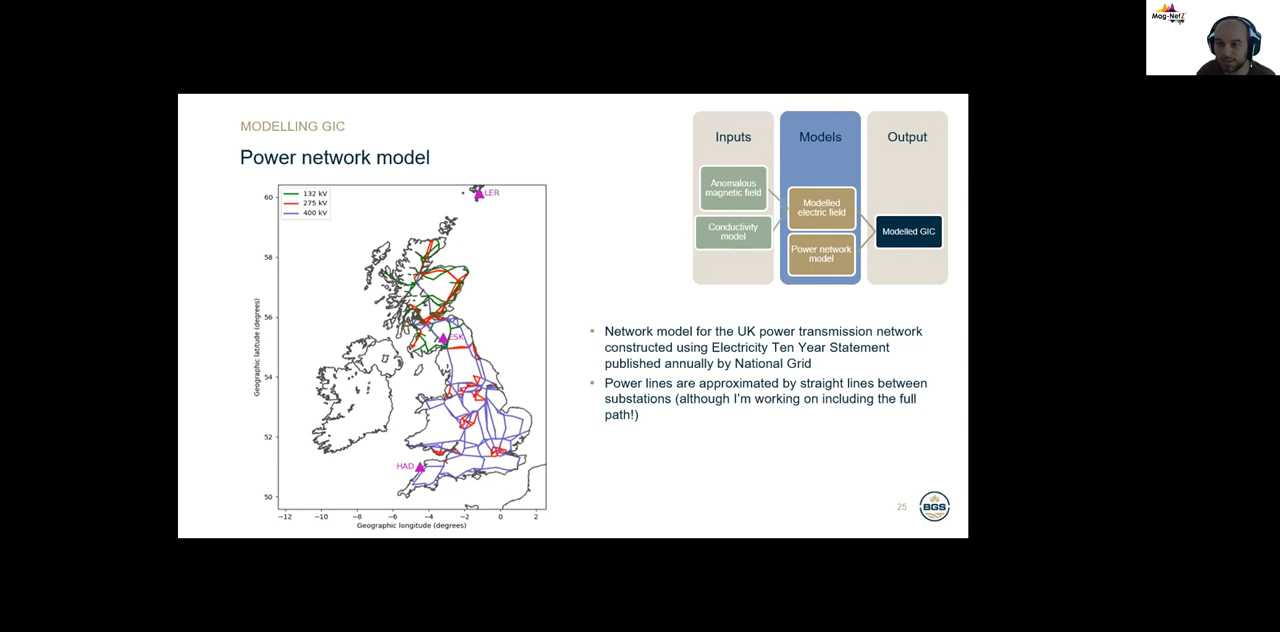 Mag-NetZ
MODELLING GIC
Power network model
Inputs
Models
Output
Anomalous
magnetic field
Conductivity
model
Modelled
electric field
Power network
model
Modelled GIC
132 kV
275 kV
400 kV
LER
ESK
HAD
60
58
56
54
52
50
Geographic latitude (degrees)
−12
−10
−8
−6
−4
−2
0
2
Geographic longitude (degrees)
• Network model for the UK power transmission network
constructed using Electricity Ten Year Statement
published annually by National Grid
• Power lines are approximated by straight lines between
substations (although I'm working on including the full
path!)
25
BGS